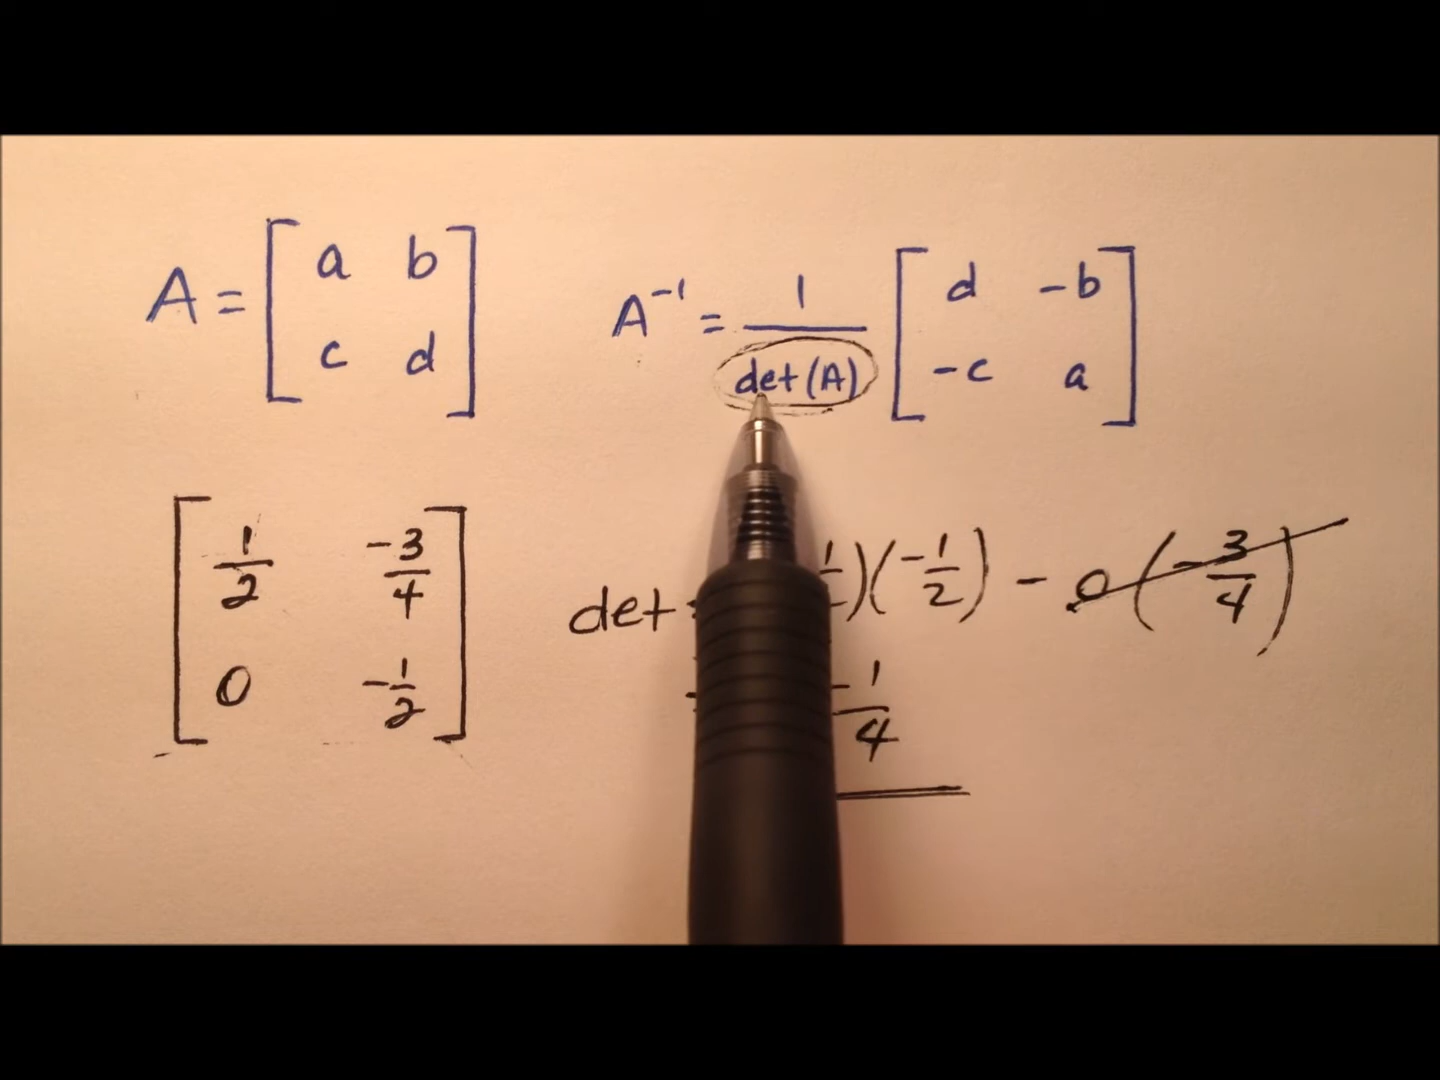 A = [ a b
c d ]
A⁻¹ = 1/det(A) [ d -b
-c a ]
[ 1/2 -3/4
0 -1/2 ]
det )(-1/2) - 0(-3/4)
-1/4